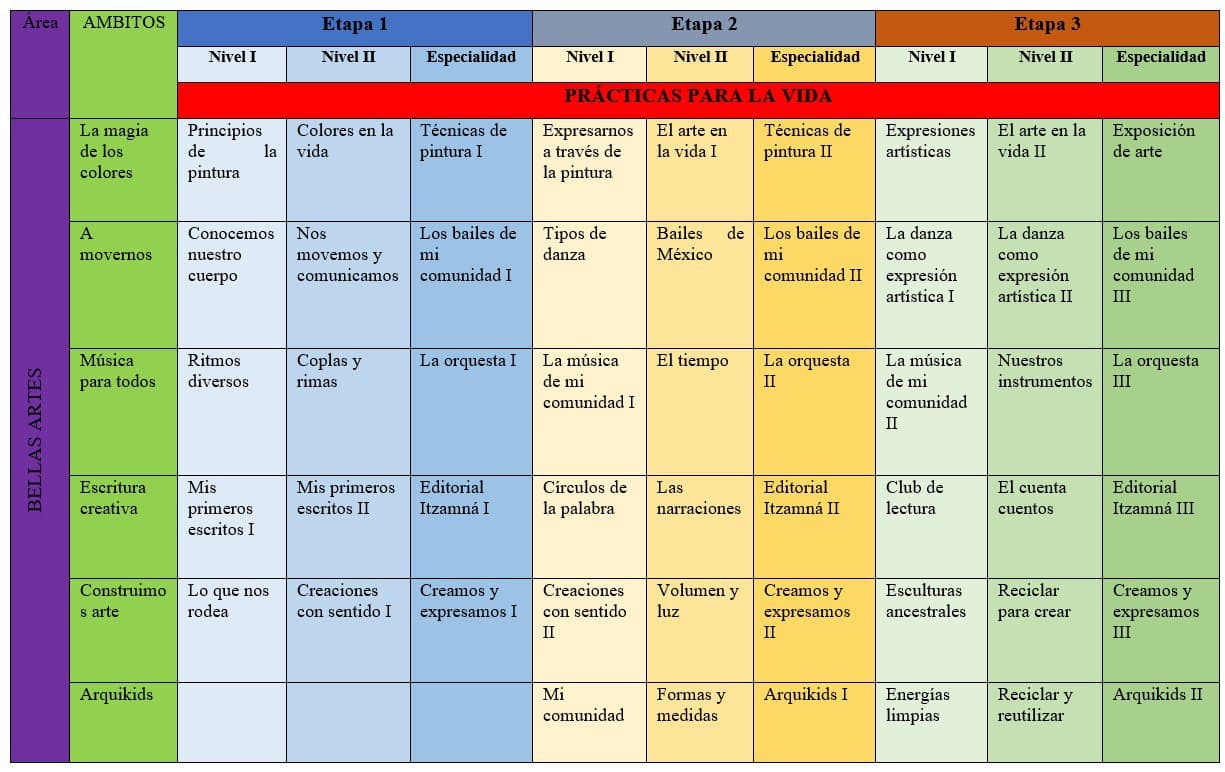 Área AMBITOS Etapa 1 Etapa 2 Etapa 3
Nivel I Nivel II Especialidad Nivel I Nivel II Especialidad Nivel I Nivel II Especialidad
PRÁCTICAS PARA LA VIDA
BELLAS ARTES
La magia
de los
colores
Principios
de la
pintura
Colores en la
vida
Técnicas de
pintura I
Expresarnos
a través de
la pintura
El arte en
la vida I
Técnicas de
pintura II
Expresiones
artísticas
El arte en la
vida II
Exposición
de arte
A
movernos
Conocemos
nuestro
cuerpo
Nos
movemos y
comunicamos
Los bailes de
mi
comunidad I
Tipos de
danza
Bailes de
México
Los bailes de
mi
comunidad II
La danza
como
expresión
artística I
La danza
como
expresión
artística II
Los bailes
de mi
comunidad
III
Música
para todos
Ritmos
diversos
Coplas y
rimas
La orquesta I
La música
de mi
comunidad I
El tiempo
La orquesta
II
La música
de mi
comunidad
II
Nuestros
instrumentos
La orquesta
III
Escritura
creativa
Mis
primeros
escritos I
Mis primeros
escritos II
Editorial
Itzamná I
Círculos de
la palabra
Las
narraciones
Editorial
Itzamná II
Club de
lectura
El cuenta
cuentos
Editorial
Itzamná III
Construimo
s arte
Lo que nos
rodea
Creaciones
con sentido I
Creamos y
expresamos I
Creaciones
con sentido
II
Volumen y
luz
Creamos y
expresamos
II
Esculturas
ancestrales
Reciclar
para crear
Creamos y
expresamos
III
Arquikids
Mi
comunidad
Formas y
medidas
Arquikids I
Energías
limpias
Reciclar y
reutilizar
Arquikids II